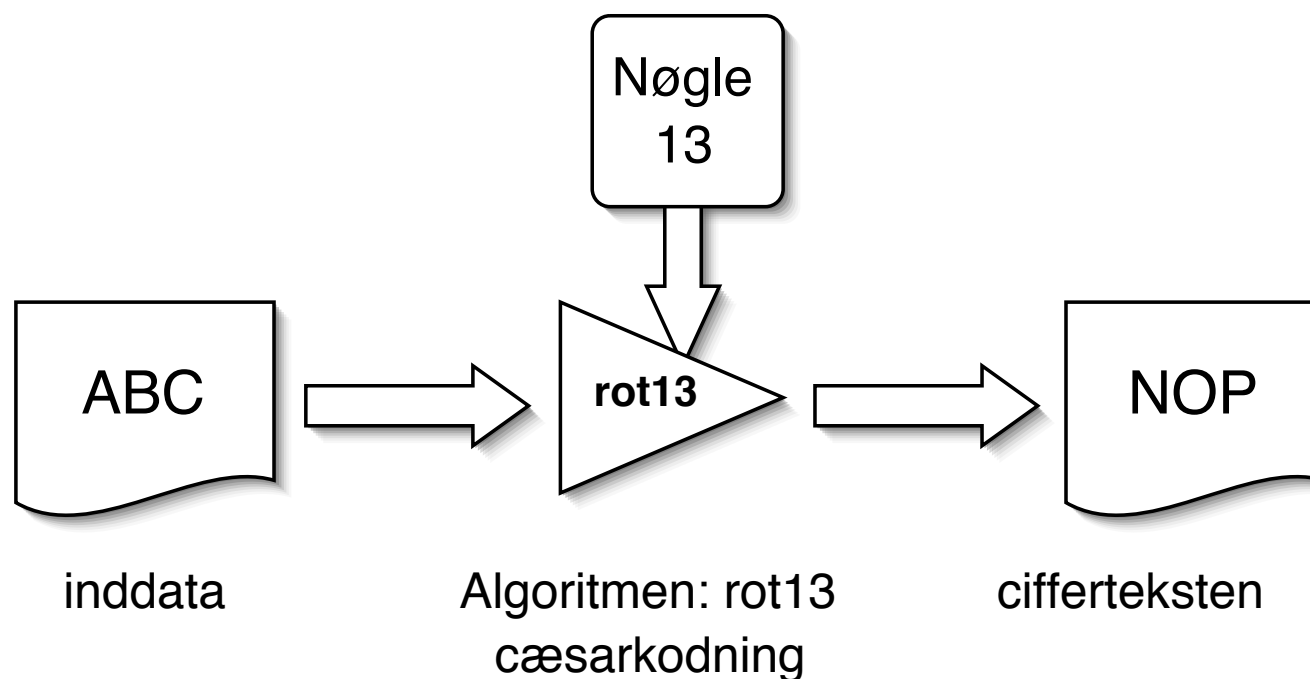 Nøgle
13
ABC
rot13
NOP
inddata
Algoritmen: rot13
cæsarkodning
cifferteksten